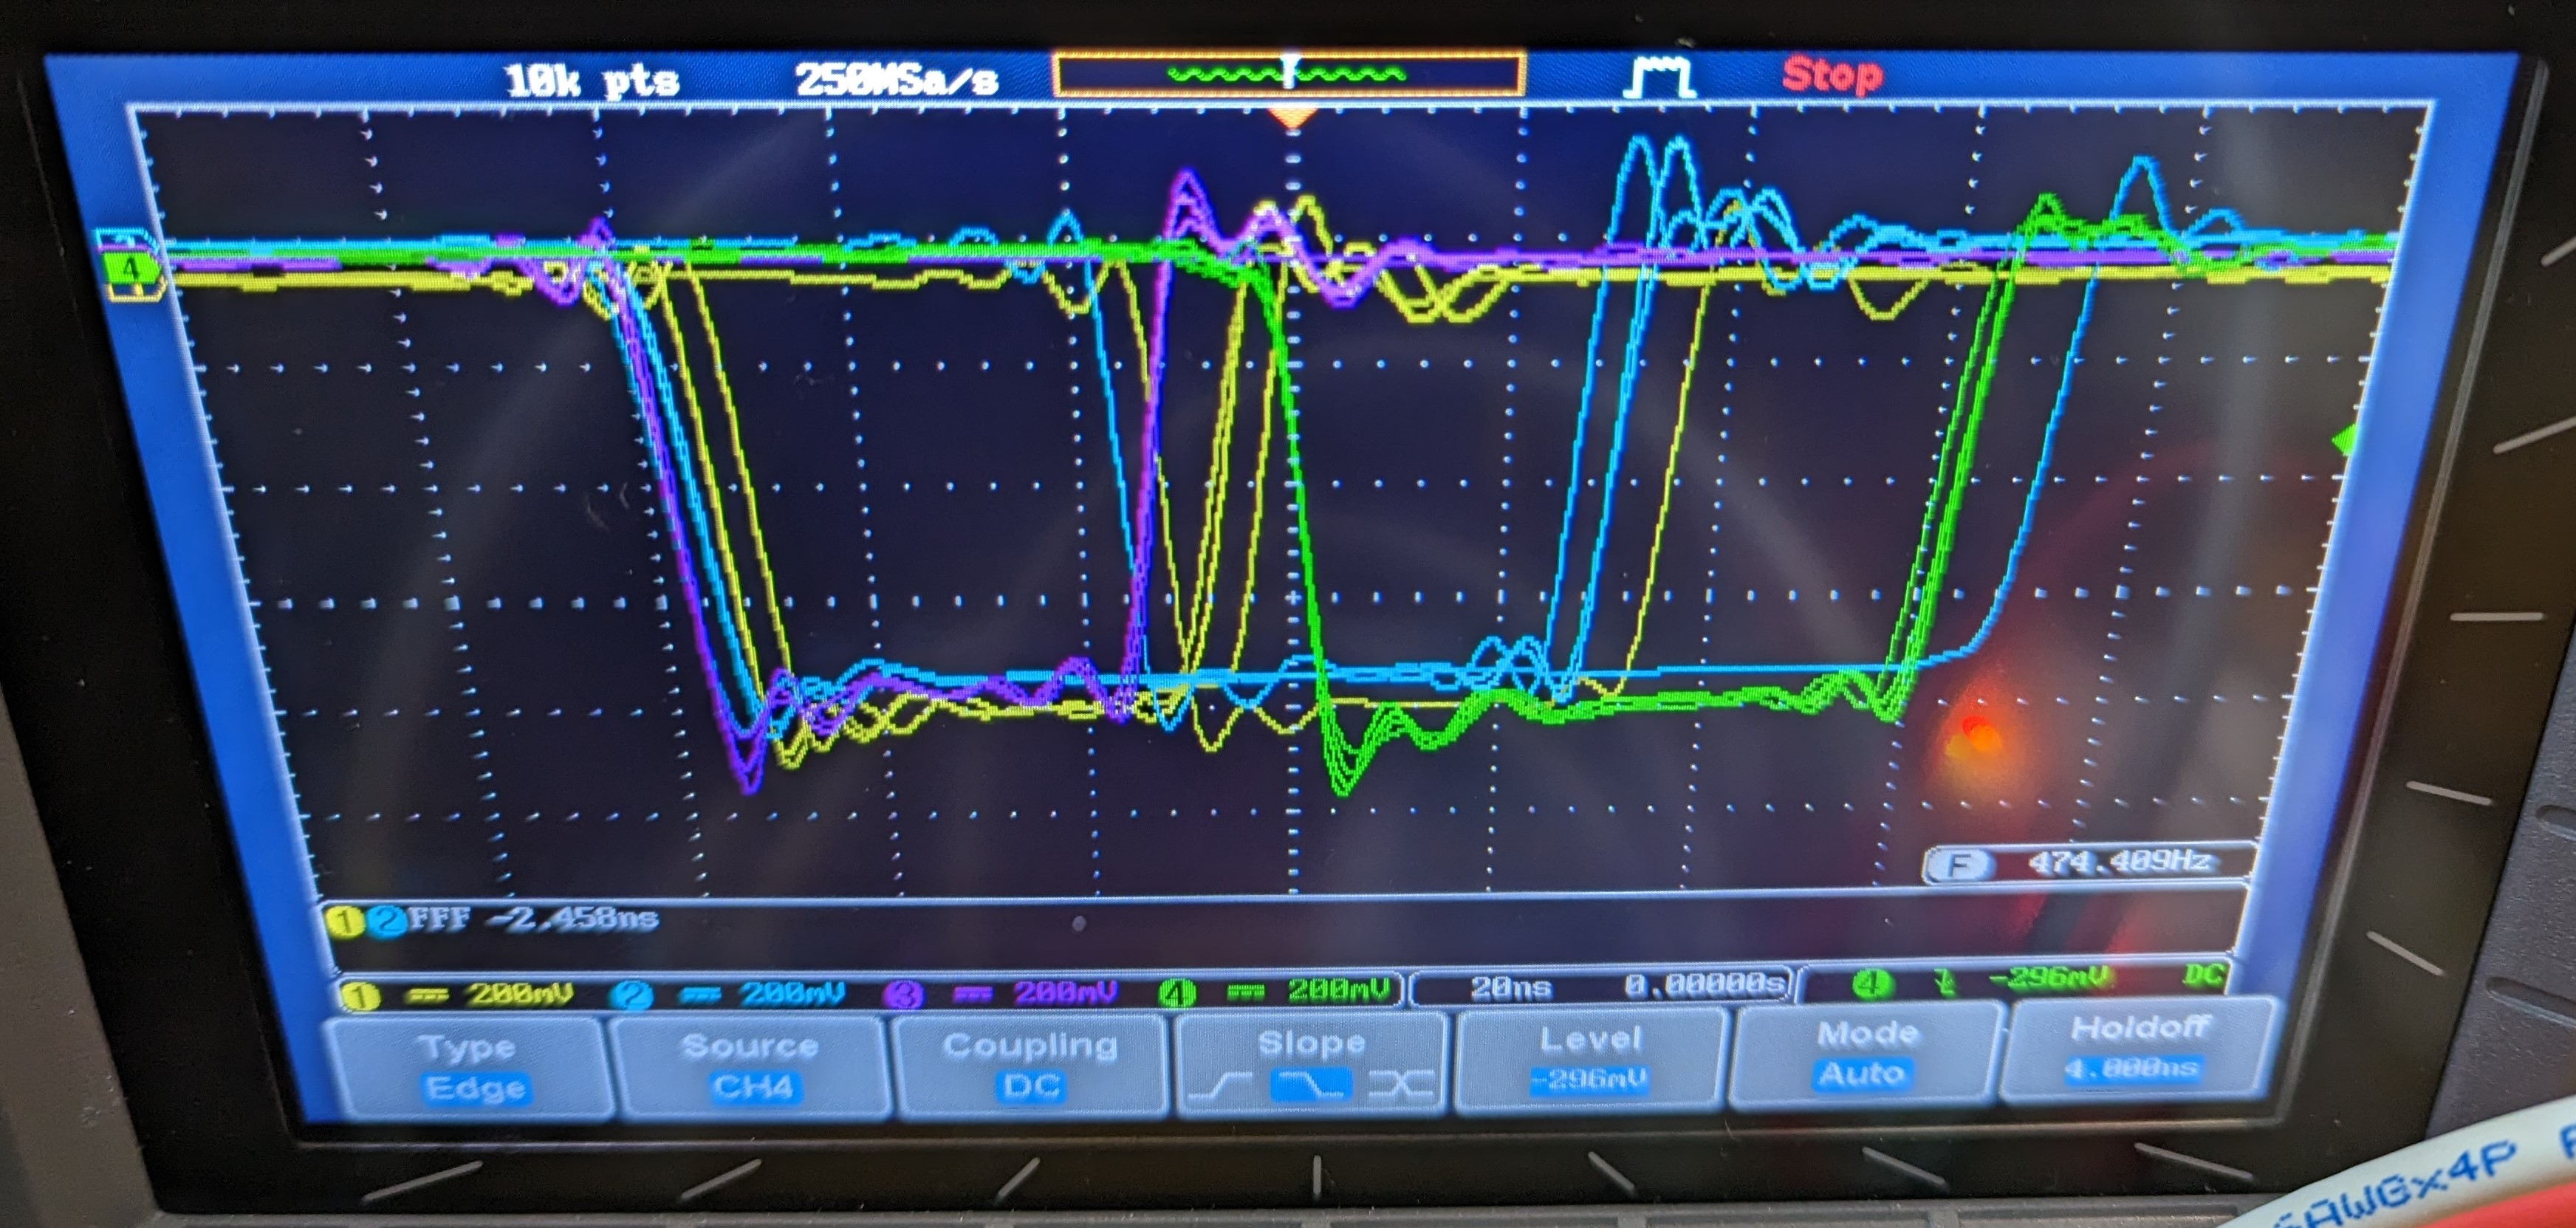 10k pts 250MSa/s T Stop
4
F 474.409Hz
1 2 FFF -2.458ns
1 200mV 2 200mV 3 200mV 4 200mV 20ns 0.00000s 4 -296mV DC
Type Source Coupling Slope Level Mode Holdoff
Edge CH4 DC -296mV Auto 4.000ns
AWGx4P